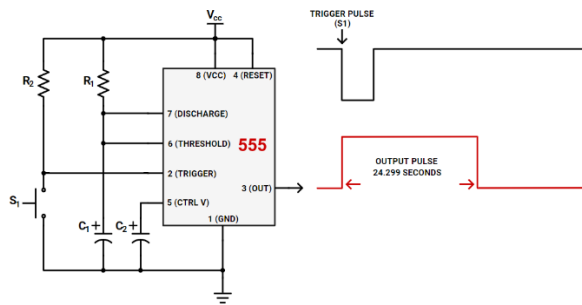 Vcc
TRIGGER PULSE
(S1)
R2
R1
8 (VCC)
4 (RESET)
7 (DISCHARGE)
6 (THRESHOLD)
555
2 (TRIGGER)
3 (OUT)
5 (CTRL V)
1 (GND)
S1
C1
+
C2
+
OUTPUT PULSE
24.299 SECONDS